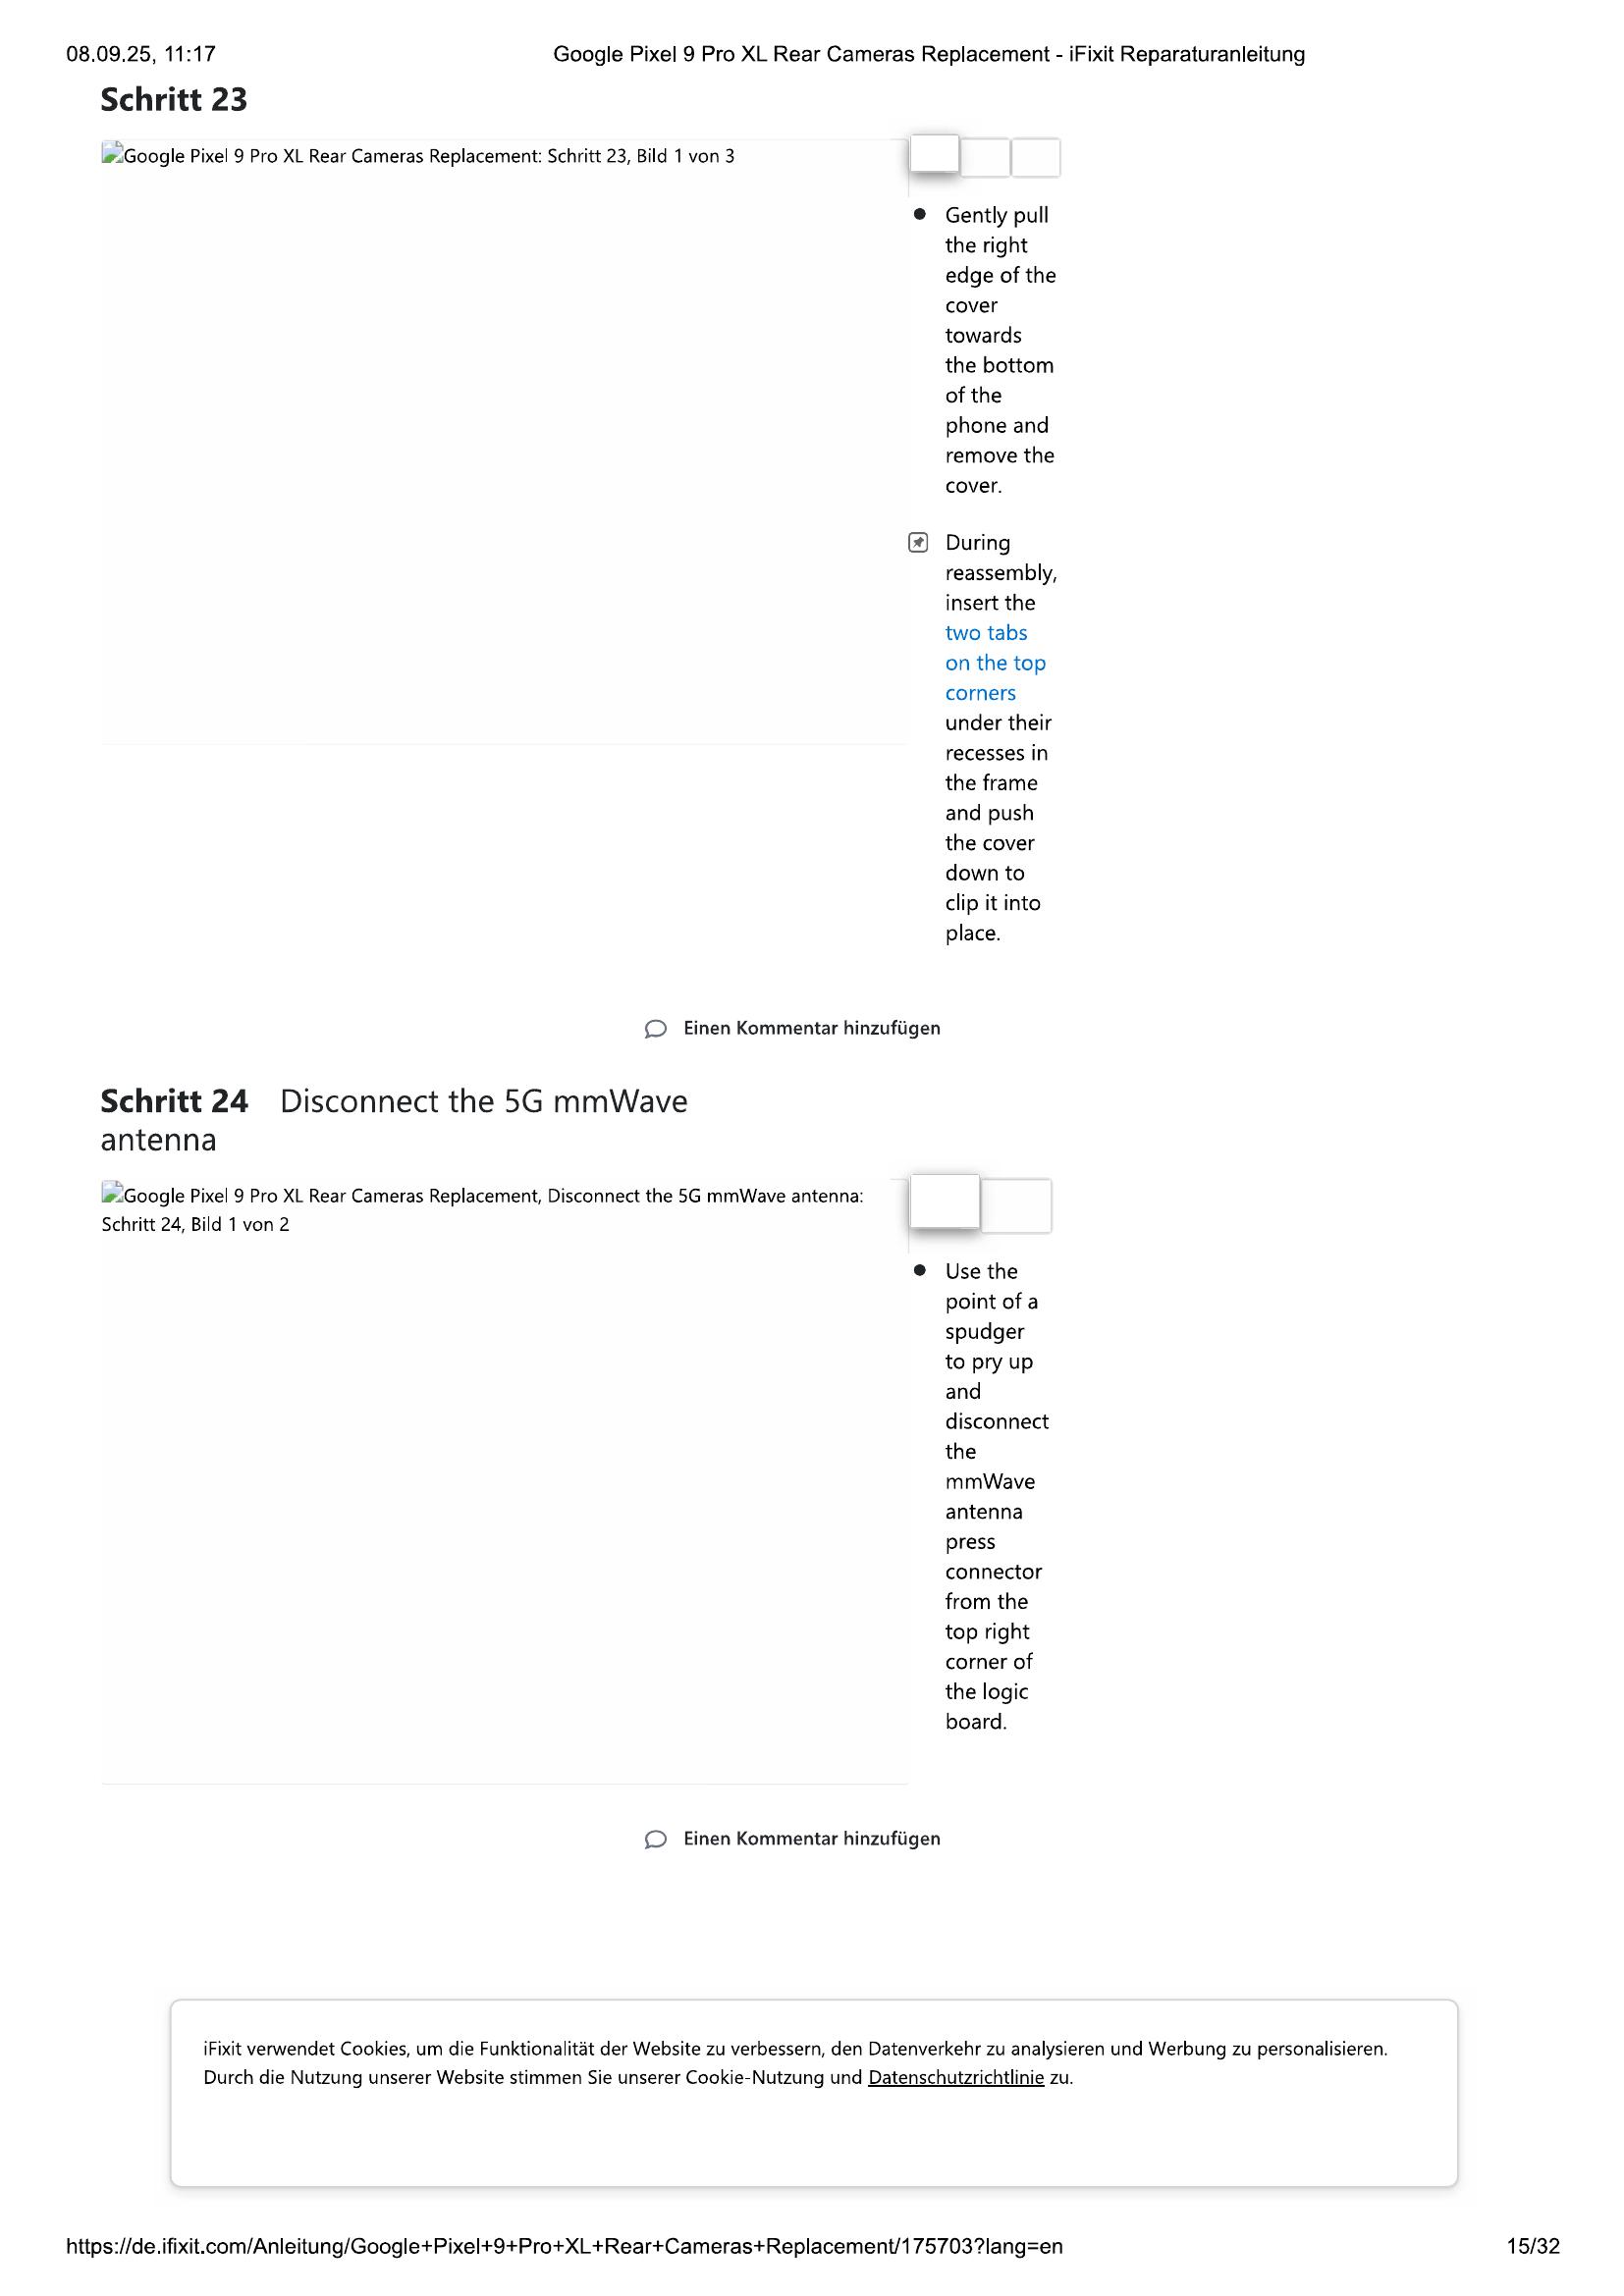 08.09.25, 11:17
Google Pixel 9 Pro XL Rear Cameras Replacement - iFixit Reparaturanleitung
Schritt 23
Google Pixel 9 Pro XL Rear Cameras Replacement: Schritt 23, Bild 1 von 3
Gently pull
the right
edge of the
cover
towards
the bottom
of the
phone and
remove the
cover.
During
reassembly,
insert the
two tabs
on the top
corners
under their
recesses in
the frame
and push
the cover
down to
clip it into
place.
Einen Kommentar hinzufügen
Schritt 24 Disconnect the 5G mmWave
antenna
Google Pixel 9 Pro XL Rear Cameras Replacement, Disconnect the 5G mmWave antenna:
Schritt 24, Bild 1 von 2
Use the
point of a
spudger
to pry up
and
disconnect
the
mmWave
antenna
press
connector
from the
top right
corner of
the logic
board.
Einen Kommentar hinzufügen
iFixit verwendet Cookies, um die Funktionalität der Website zu verbessern, den Datenverkehr zu analysieren und Werbung zu personalisieren.
Durch die Nutzung unserer Website stimmen Sie unserer Cookie-Nutzung und Datenschutzrichtlinie zu.
https://de.ifixit.com/Anleitung/Google+Pixel+9+Pro+XL+Rear+Cameras+Replacement/175703?lang=en
15/32